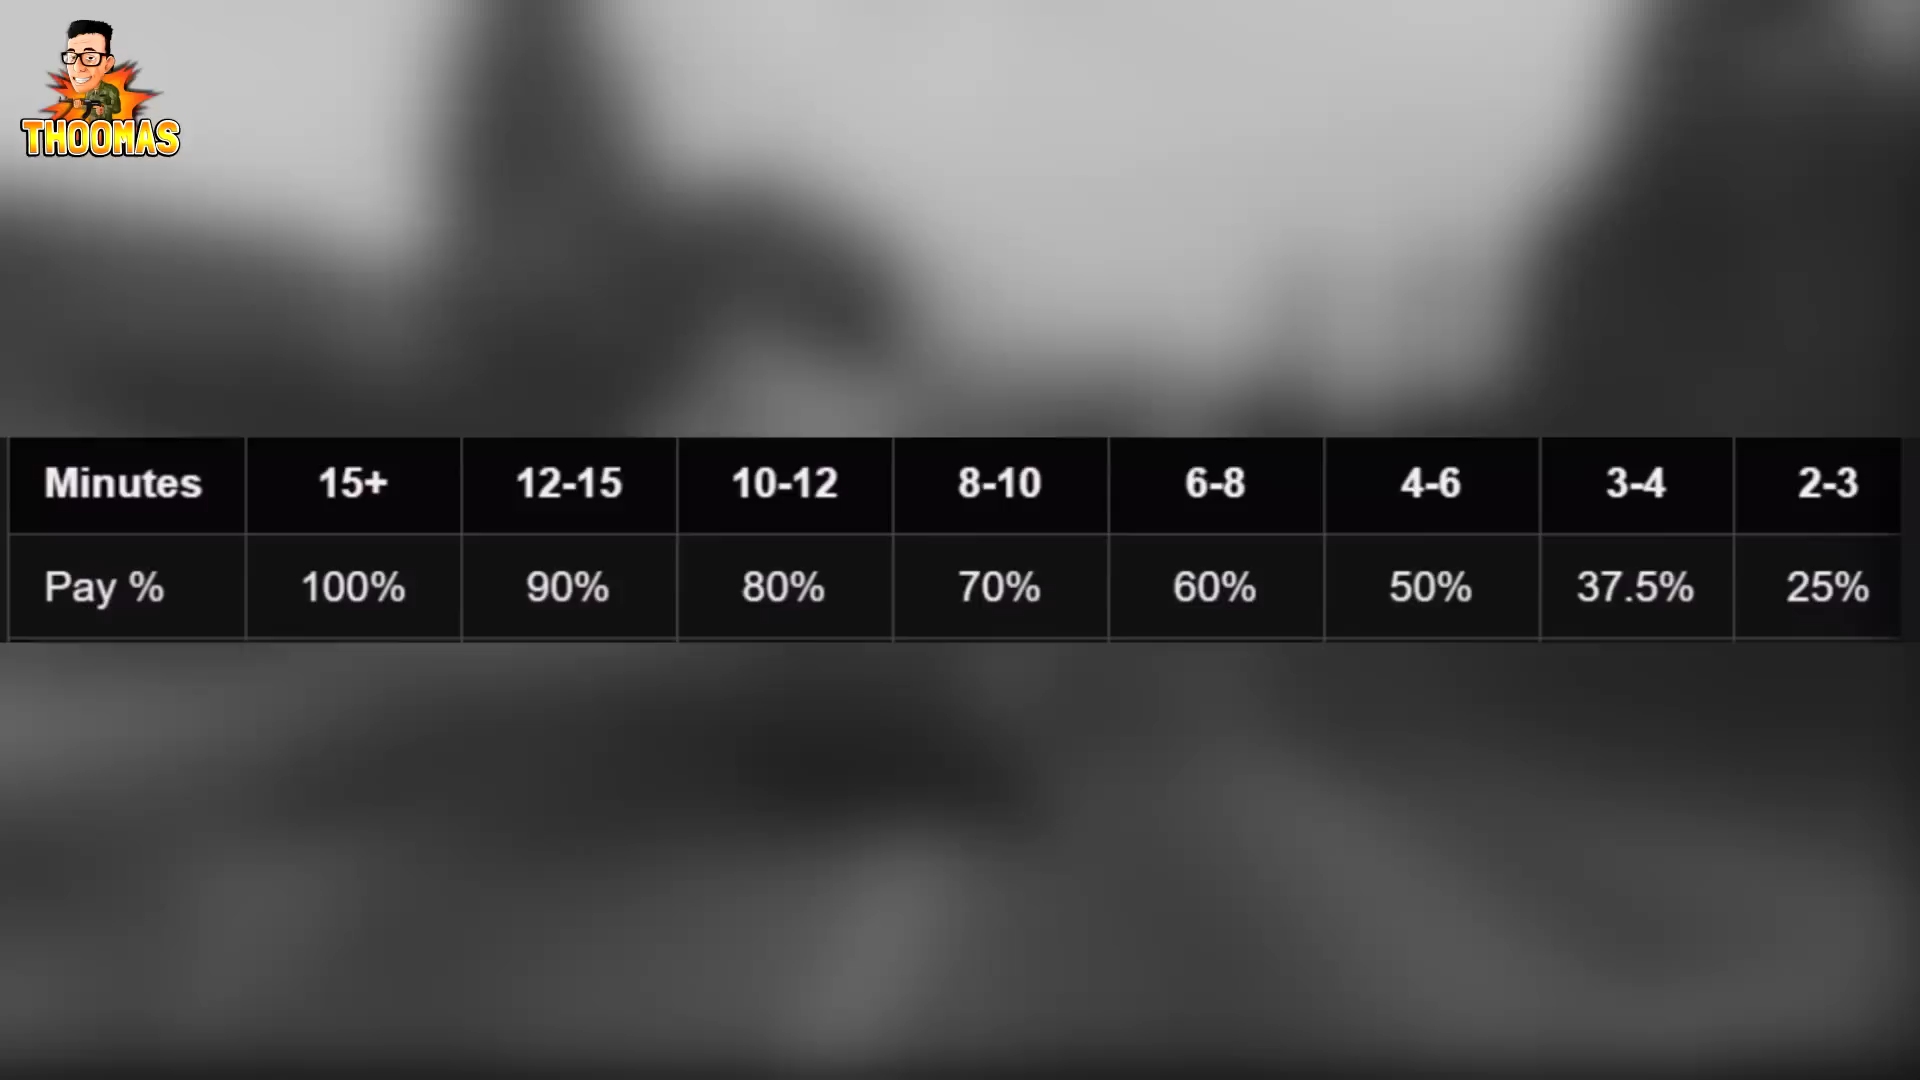 THOOMAS
Minutes 15+ 12-15 10-12 8-10 6-8 4-6 3-4 2-3
Pay % 100% 90% 80% 70% 60% 50% 37.5% 25%